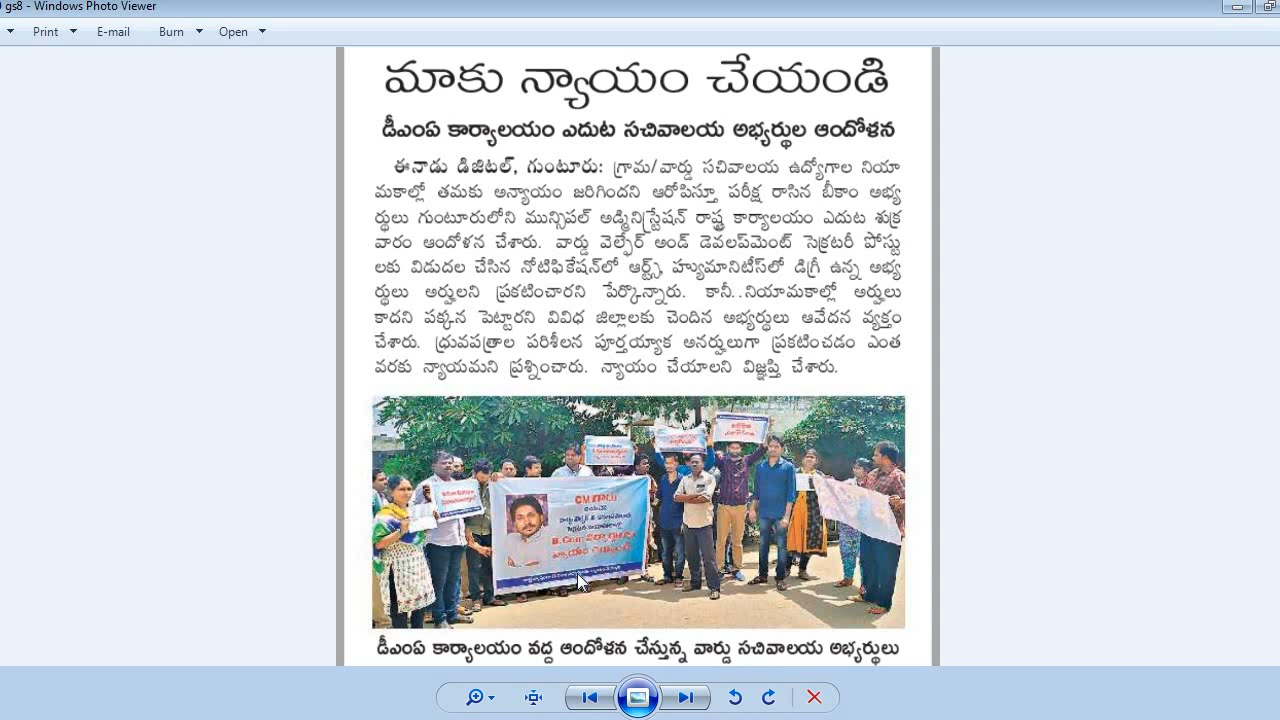 gs8 - Windows Photo Viewer
Print E-mail Burn Open
మాకు న్యాయం చేయండి
డీఎంఏ కార్యాలయం ఎదుట సచివాలయ అభ్యర్థుల ఆందోళన
ఈనాడు డిజిటల్, గుంటూరు: గ్రామ/వార్డు సచివాలయ ఉద్యోగాల నియా
మకాల్లో తమకు అన్యాయం జరిగిందని ఆరోపిస్తూ పరీక్ష రాసిన బీకాం అభ్య
ర్థులు గుంటూరులోని మున్సిపల్ అడ్మినిస్ట్రేషన్ రాష్ట్ర కార్యాలయం ఎదుట శుక్ర
వారం ఆందోళన చేశారు. వార్డు వెల్ఫేర్ అండ్ డెవలప్‌మెంట్ సెక్రటరీ పోస్టు
లకు విడుదల చేసిన నోటిఫికేషన్‌లో ఆర్ట్స్, హ్యుమానిటీస్‌లో డిగ్రీ ఉన్న అభ్య
ర్థులు అర్హులని ప్రకటించారని పేర్కొన్నారు. కానీ..నియామకాల్లో అర్హులు
కాదని పక్కన పెట్టారని వివిధ జిల్లాలకు చెందిన అభ్యర్థులు ఆవేదన వ్యక్తం
చేశారు. ధ్రువపత్రాల పరిశీలన పూర్తయ్యాక అనర్హులుగా ప్రకటించడం ఎంత
వరకు న్యాయమని ప్రశ్నించారు. న్యాయం చేయాలని విజ్ఞప్తి చేశారు.
CM గారు
B.Com
డీఎంఏ కార్యాలయం వద్ద ఆందోళన చేస్తున్న వార్డు సచివాలయ అభ్యర్థులు